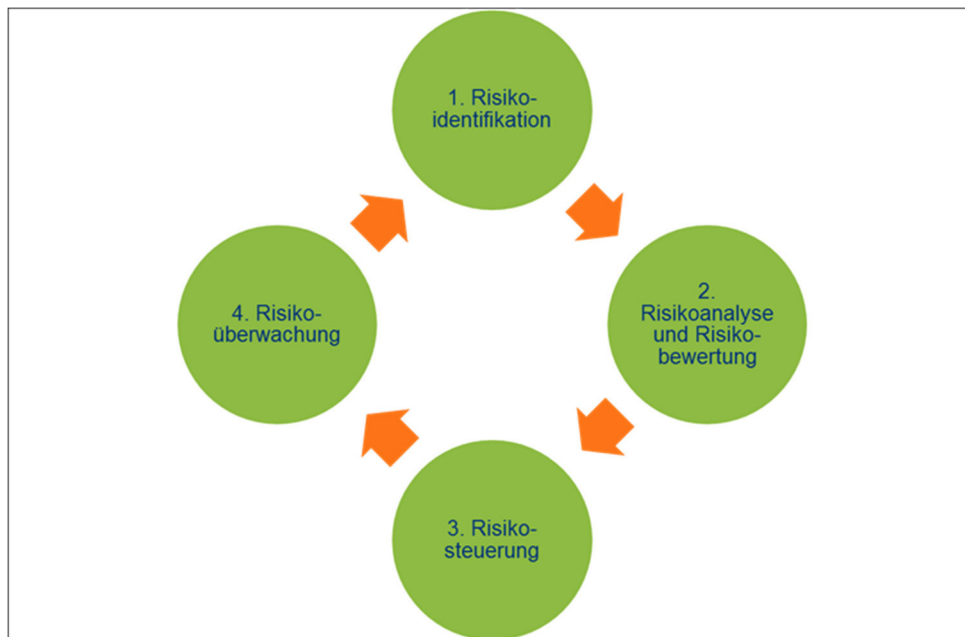 1. Risiko-
identifikation
2.
Risikoanalyse
und Risiko-
bewertung
3. Risiko-
steuerung
4. Risiko-
überwachung